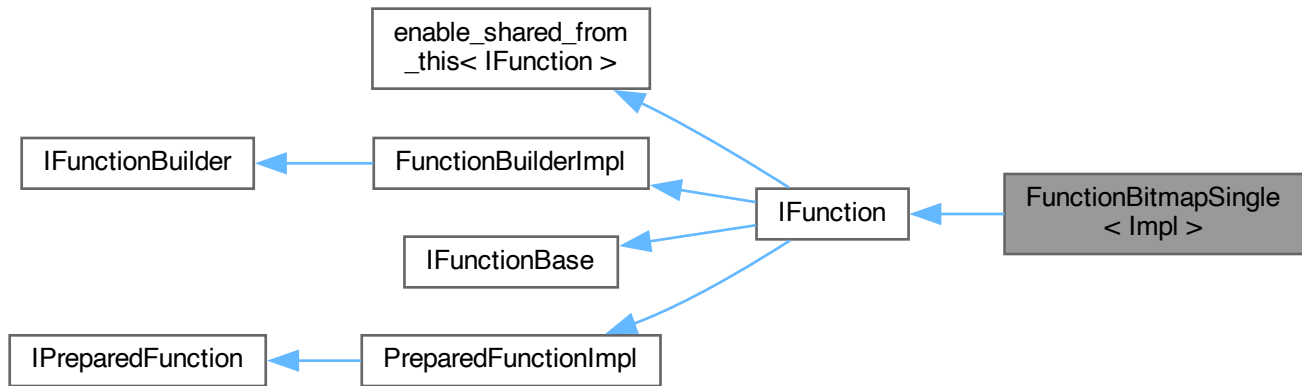 enable_shared_from
_this< IFunction >
IFunctionBuilder
FunctionBuilderImpl
IFunction
FunctionBitmapSingle
< Impl >
IFunctionBase
IPreparedFunction
PreparedFunctionImpl